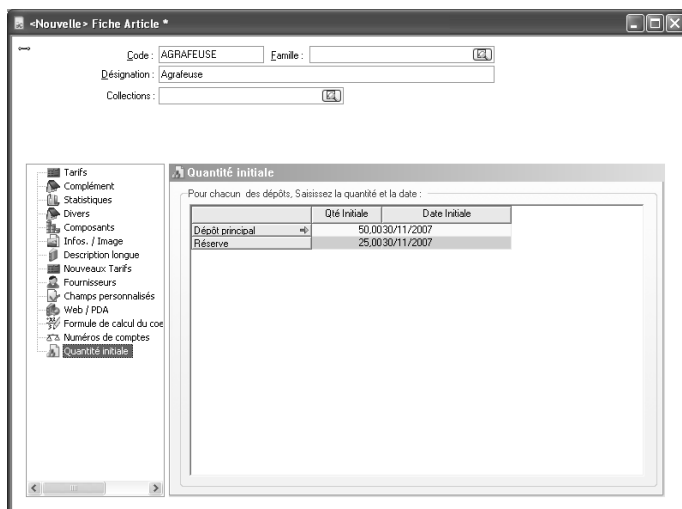 <Nouvelle> Fiche Article *
Code : AGRAFEUSE Famille :
Désignation : Agrafeuse
Collections :
Tarifs
Complément
Statistiques
Divers
Composants
Infos. / Image
Description longue
Nouveaux Tarifs
Fournisseurs
Champs personnalisés
Web / PDA
Formule de calcul du coe
Numéros de comptes
Quantité initiale
Quantité initiale
Pour chacun des dépôts, Saisissez la quantité et la date :
Qté Initiale Date Initiale
Dépôt principal 50,00 30/11/2007
Réserve 25,00 30/11/2007